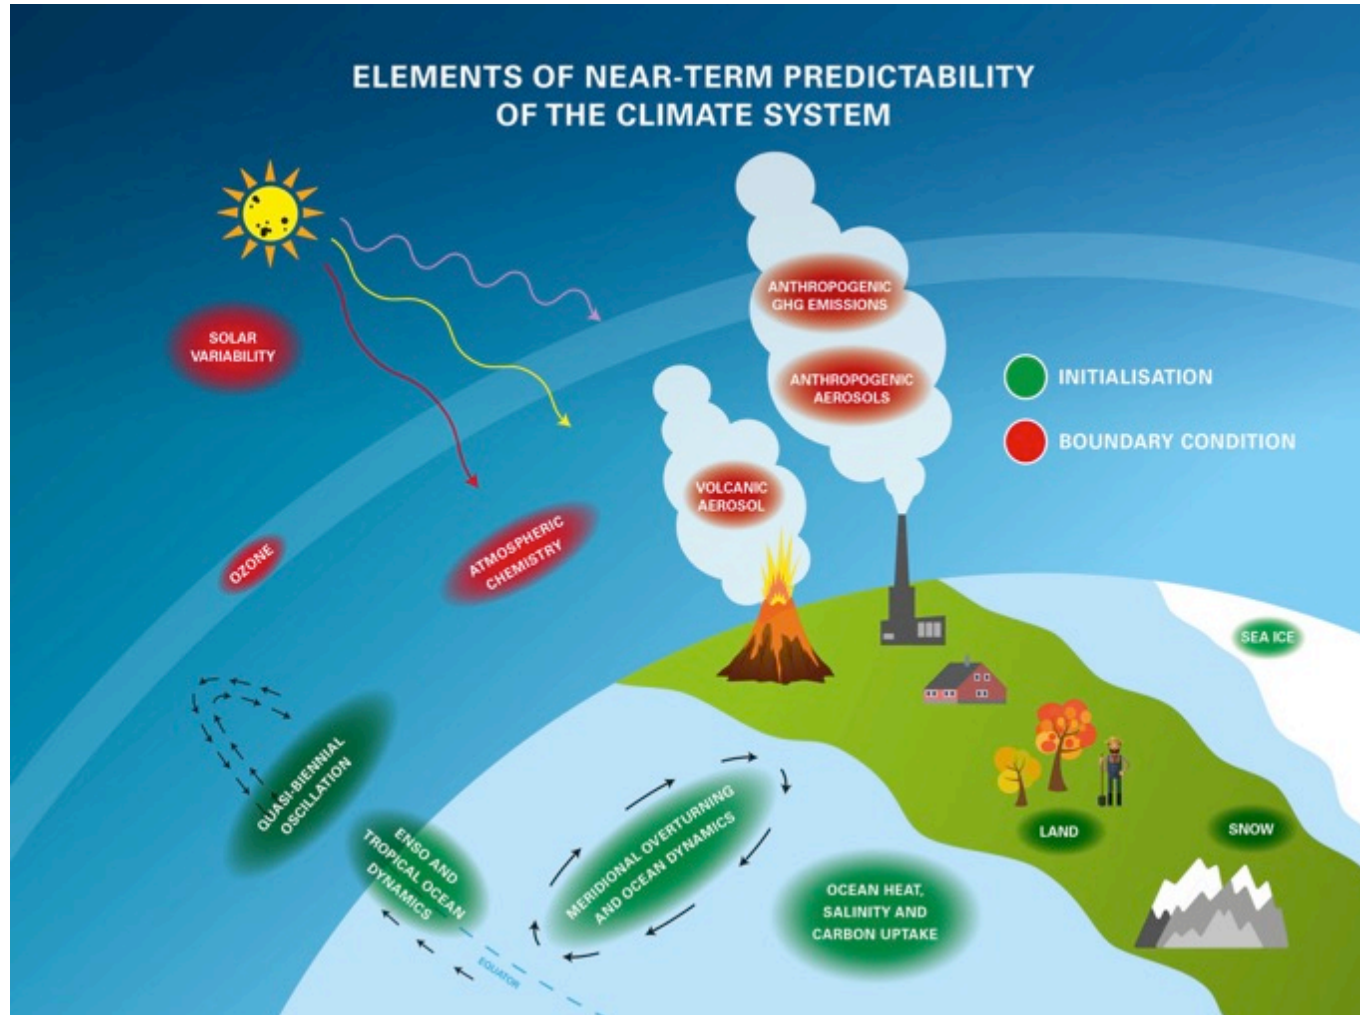 ELEMENTS OF NEAR-TERM PREDICTABILITY
OF THE CLIMATE SYSTEM
ANTHROPOGENIC
GHG EMISSIONS
SOLAR
VARIABILITY
ANTHROPOGENIC
AEROSOLS
INITIALISATION
BOUNDARY CONDITION
VOLCANIC
AEROSOL
OZONE
ATMOSPHERIC
CHEMISTRY
SEA ICE
QUASI-BIENNIAL
OSCILLATION
ENSO AND
TROPICAL OCEAN
DYNAMICS
MERIDIONAL OVERTURNING
AND OCEAN DYNAMICS
LAND
SNOW
OCEAN HEAT,
SALINITY AND
CARBON UPTAKE
EQUATOR